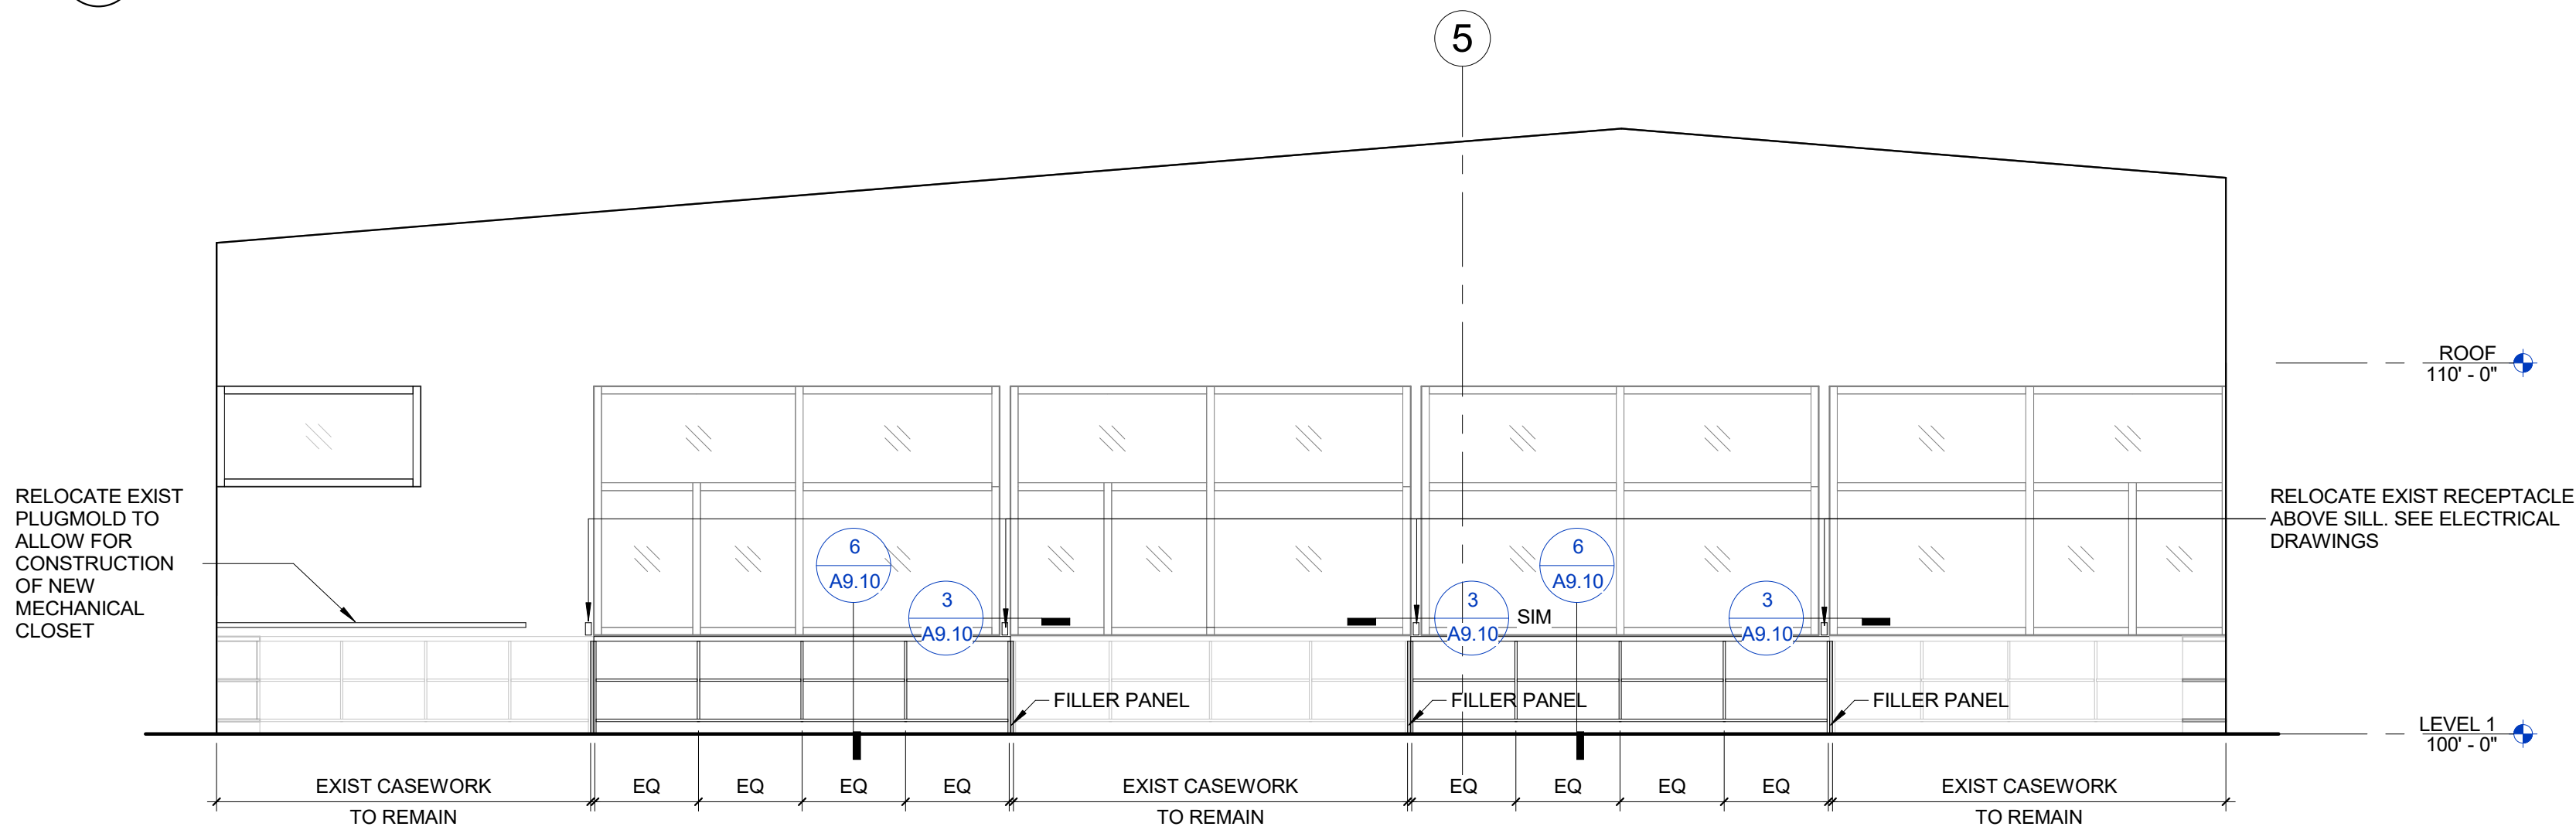 5
ROOF
110' - 0"
RELOCATE EXIST
PLUGMOLD TO
ALLOW FOR
CONSTRUCTION
OF NEW
MECHANICAL
CLOSET
RELOCATE EXIST RECEPTACLE
ABOVE SILL. SEE ELECTRICAL
DRAWINGS
6
A9.10
6
A9.10
3
A9.10
3
A9.10
SIM
3
A9.10
FILLER PANEL
FILLER PANEL
FILLER PANEL
LEVEL 1
100' - 0"
EXIST CASEWORK
TO REMAIN
EQ
EQ
EQ
EQ
EXIST CASEWORK
TO REMAIN
EQ
EQ
EQ
EQ
EXIST CASEWORK
TO REMAIN